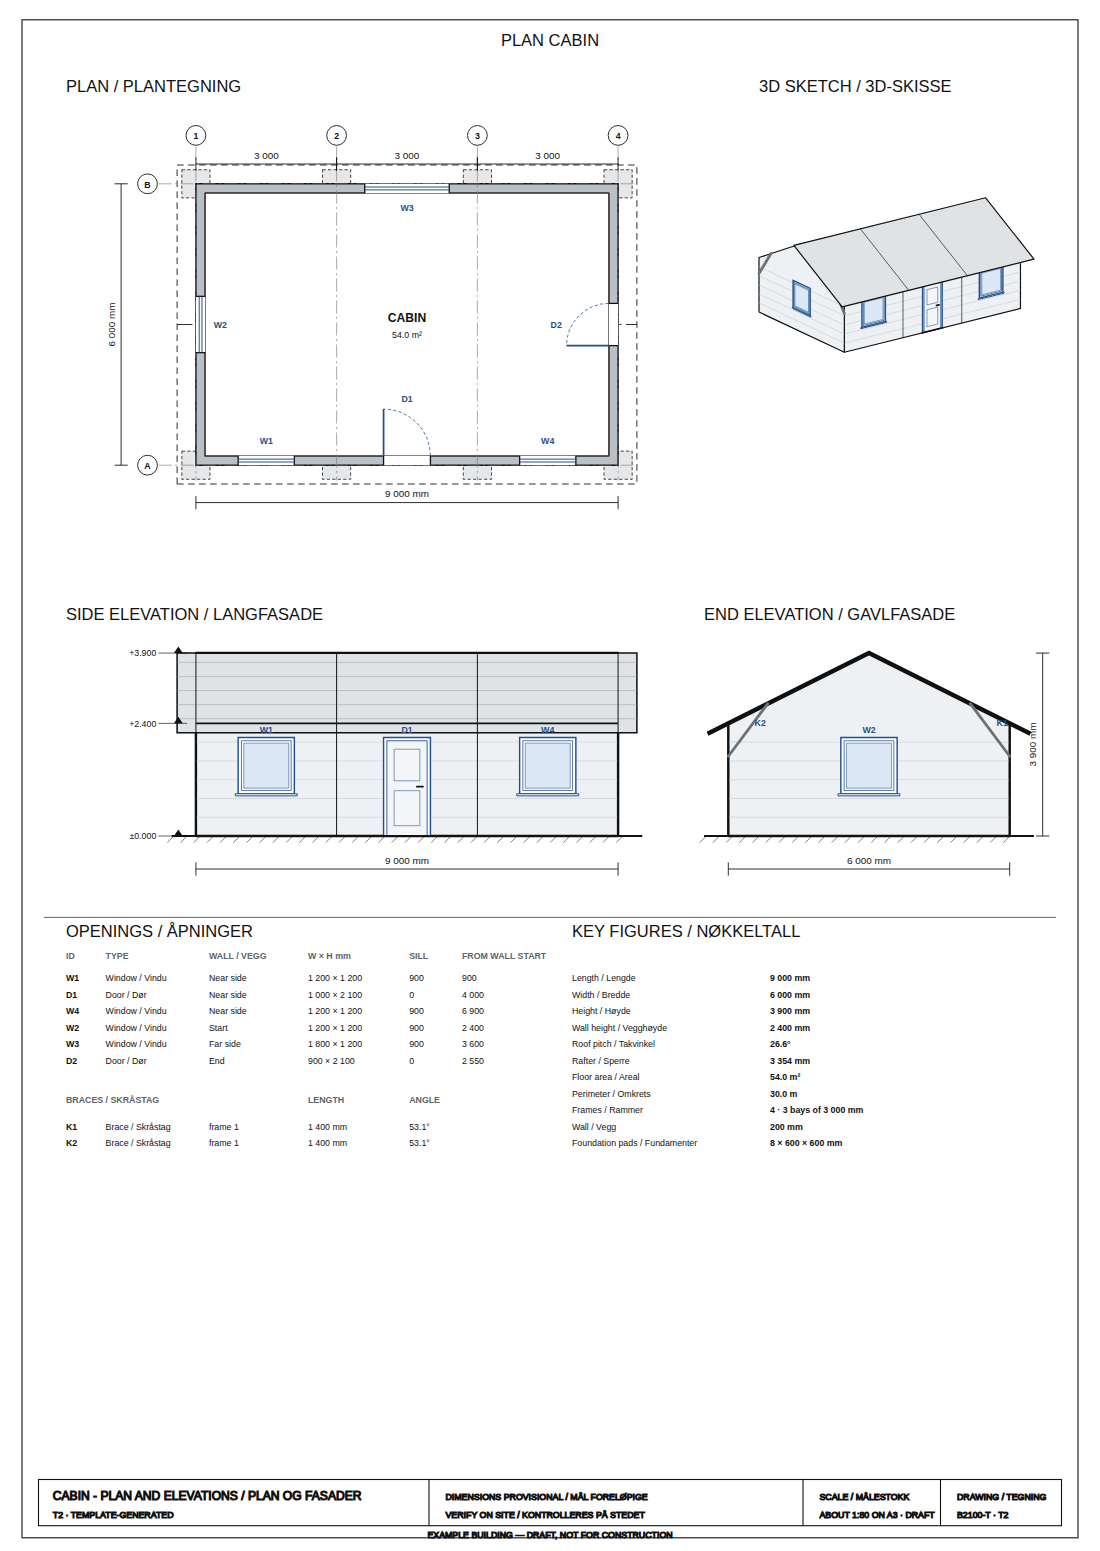 PLAN CABIN
PLAN / PLANTEGNING
3D SKETCH / 3D-SKISSE
1 2 3 4
3 000 3 000 3 000
B
W3
6 000 mm
W2
CABIN
54.0 m²
D2
D1
W1
W4
A
9 000 mm
SIDE ELEVATION / LANGFASADE
END ELEVATION / GAVLFASADE
+3.900
+2.400
W1 D1 W4
±0.000
9 000 mm
K2 K1
W2
3 900 mm
6 000 mm
OPENINGS / ÅPNINGER
ID TYPE WALL / VEGG W × H mm SILL FROM WALL START
W1 Window / Vindu Near side 1 200 × 1 200 900 900
D1 Door / Dør Near side 1 000 × 2 100 0 4 000
W4 Window / Vindu Near side 1 200 × 1 200 900 6 900
W2 Window / Vindu Start 1 200 × 1 200 900 2 400
W3 Window / Vindu Far side 1 800 × 1 200 900 3 600
D2 Door / Dør End 900 × 2 100 0 2 550
BRACES / SKRÅSTAG LENGTH ANGLE
K1 Brace / Skråstag frame 1 1 400 mm 53.1°
K2 Brace / Skråstag frame 1 1 400 mm 53.1°
KEY FIGURES / NØKKELTALL
Length / Lengde 9 000 mm
Width / Bredde 6 000 mm
Height / Høyde 3 900 mm
Wall height / Vegghøyde 2 400 mm
Roof pitch / Takvinkel 26.6°
Rafter / Sperre 3 354 mm
Floor area / Areal 54.0 m²
Perimeter / Omkrets 30.0 m
Frames / Rammer 4 · 3 bays of 3 000 mm
Wall / Vegg 200 mm
Foundation pads / Fundamenter 8 × 600 × 600 mm
CABIN - PLAN AND ELEVATIONS / PLAN OG FASADER
T2 · TEMPLATE-GENERATED
DIMENSIONS PROVISIONAL / MÅL FORELØPIGE
VERIFY ON SITE / KONTROLLERES PÅ STEDET
SCALE / MÅLESTOKK
ABOUT 1:80 ON A3 · DRAFT
DRAWING / TEGNING
B2100-T · T2
EXAMPLE BUILDING — DRAFT, NOT FOR CONSTRUCTION